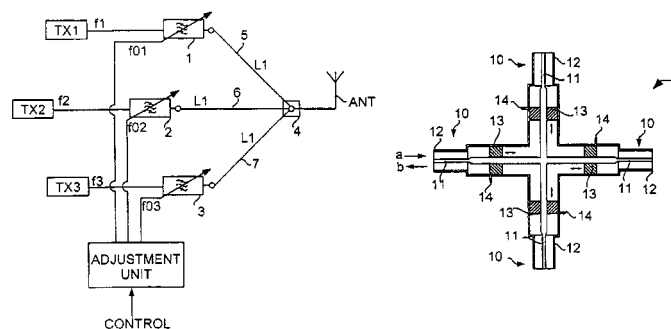 TX1 f1 f01 1 5 L1
TX2 f2 f02 2 L1 6 4 ANT
L1 7
TX3 f3 f03 3
ADJUSTMENT
UNIT
CONTROL
10 12
11
14 13
10 12 13 14 10
a
b
11 14 13 11 12
13 14
11 12
10